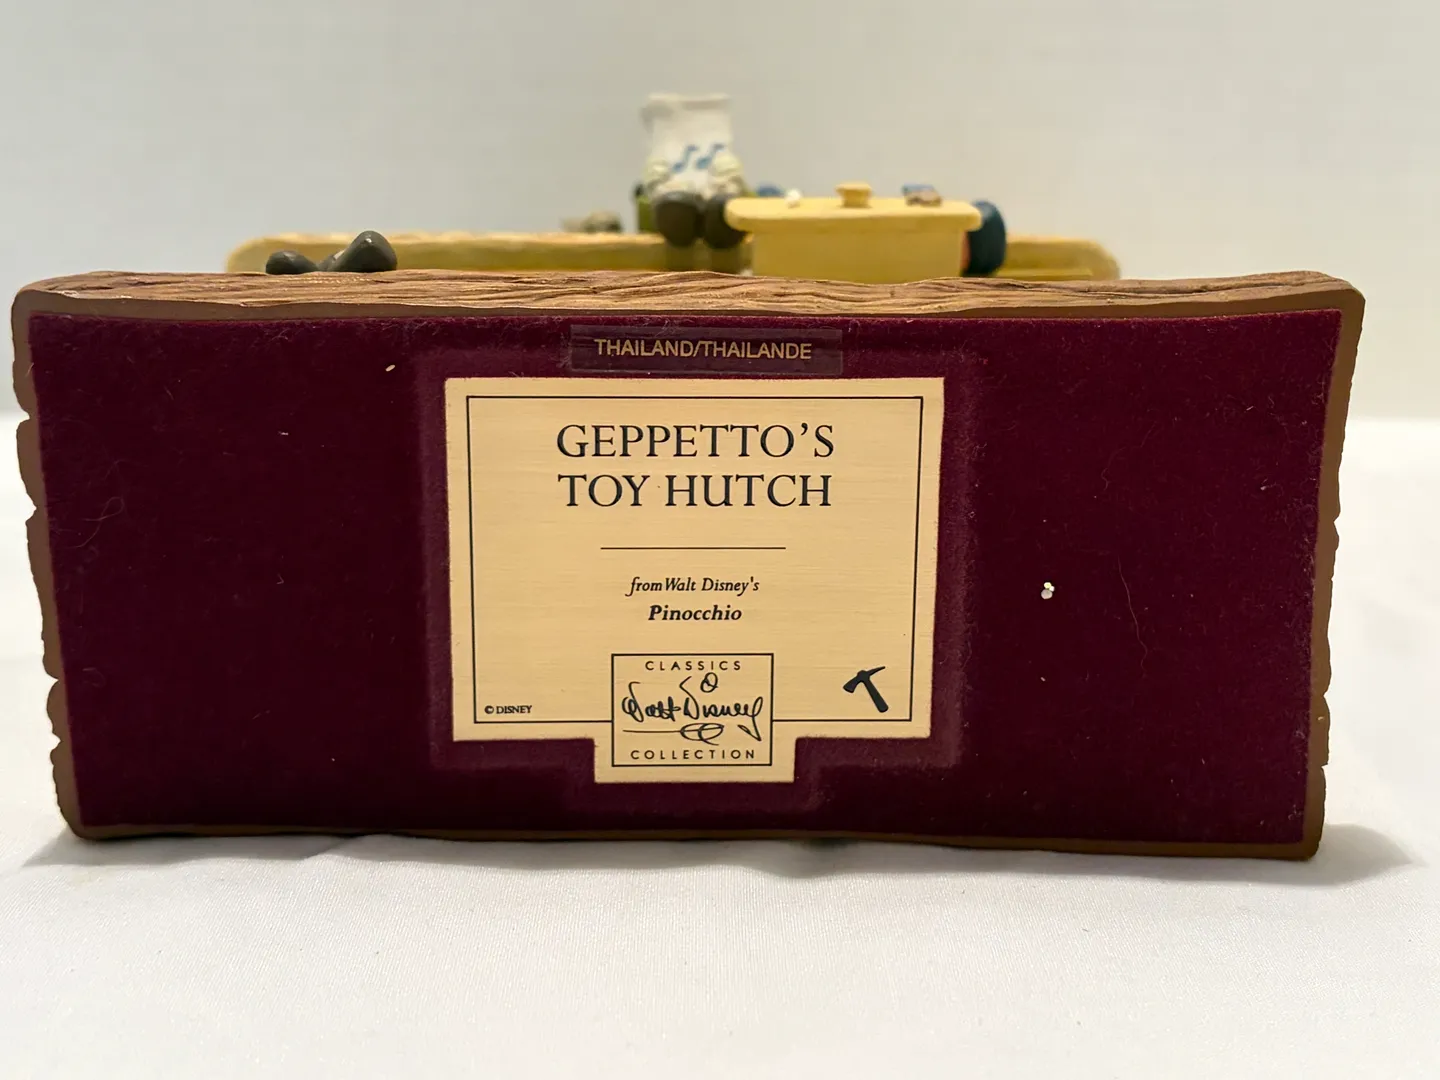 THAILAND/THAILANDE
GEPPETTO'S
TOY HUTCH
from Walt Disney's
Pinocchio
© DISNEY
CLASSICS
Walt Disney
COLLECTION